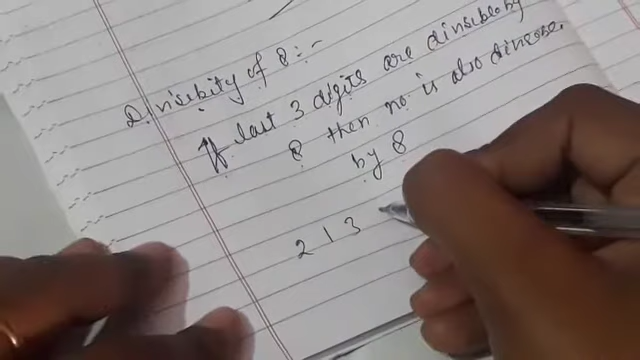 Divisibity of 8:-
If last 3 digits are divisible by
8 then no is also divisible
by 8
2 1 3